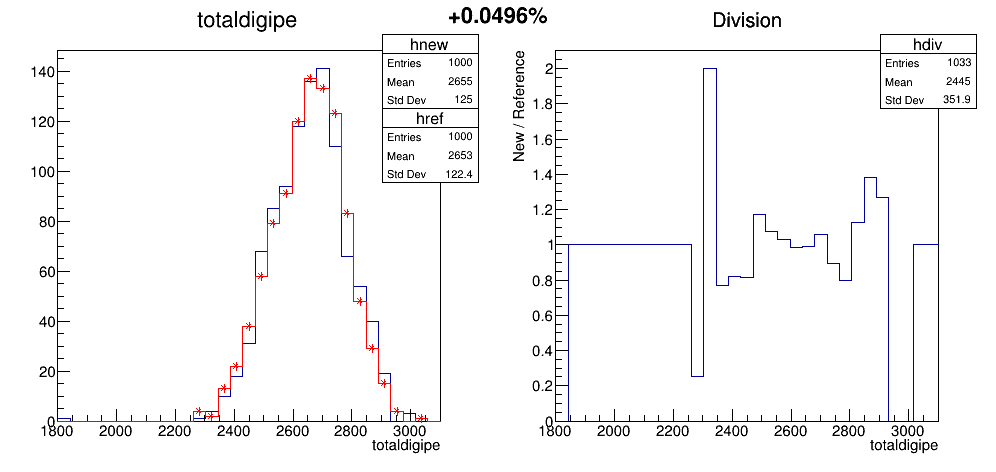 +0.0496%
totaldigipe
hnew
Entries 1000
Mean 2655
Std Dev 125
href
Entries 1000
Mean 2653
Std Dev 122.4
140
120
100
80
60
40
20
0
1800 2000 2200 2400 2600 2800 3000
totaldigipe
Division
hdiv
Entries 1033
Mean 2445
Std Dev 351.9
New / Reference
2
1.8
1.6
1.4
1.2
1
0.8
0.6
0.4
0.2
0
1800 2000 2200 2400 2600 2800 3000
totaldigipe